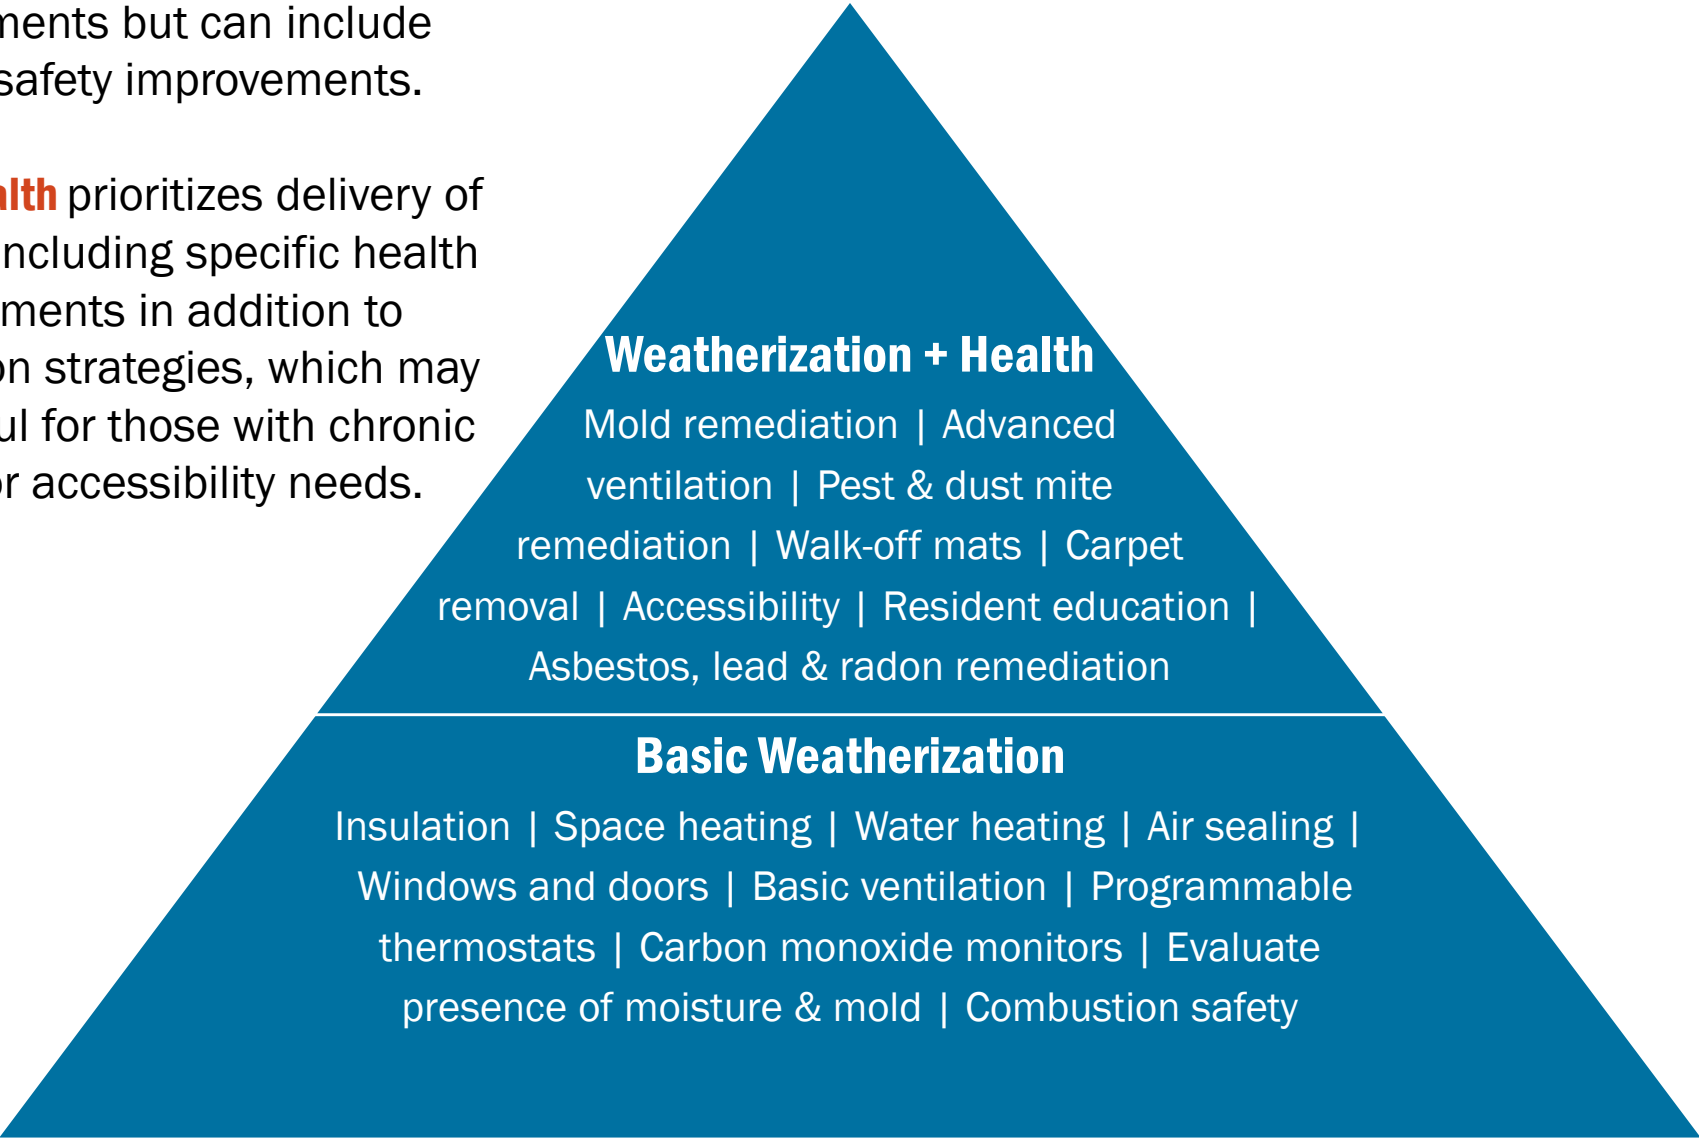 ments but can include
safety improvements.
alth prioritizes delivery of
ncluding specific health
ments in addition to
on strategies, which may
ul for those with chronic
or accessibility needs.
Weatherization + Health
Mold remediation | Advanced
ventilation | Pest & dust mite
remediation | Walk-off mats | Carpet
removal | Accessibility | Resident education |
Asbestos, lead & radon remediation
Basic Weatherization
Insulation | Space heating | Water heating | Air sealing |
Windows and doors | Basic ventilation | Programmable
thermostats | Carbon monoxide monitors | Evaluate
presence of moisture & mold | Combustion safety